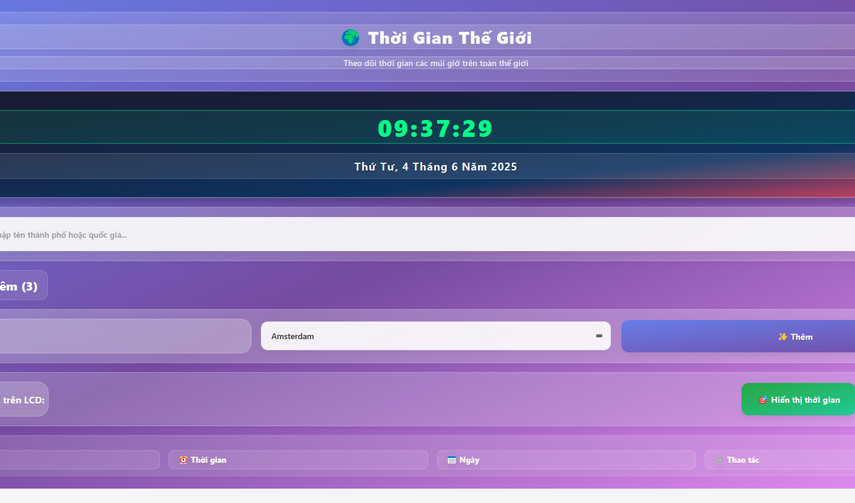 Thời Gian Thế Giới
Theo dõi thời gian các múi giờ trên toàn thế giới
09:37:29
Thứ Tư, 4 Tháng 6 Năm 2025
tên thành phố hoặc quốc gia...
(3)
Amsterdam
Thêm
trên LCD:
Hiển thị thời gian
Thời gian
Ngày
Thao tác